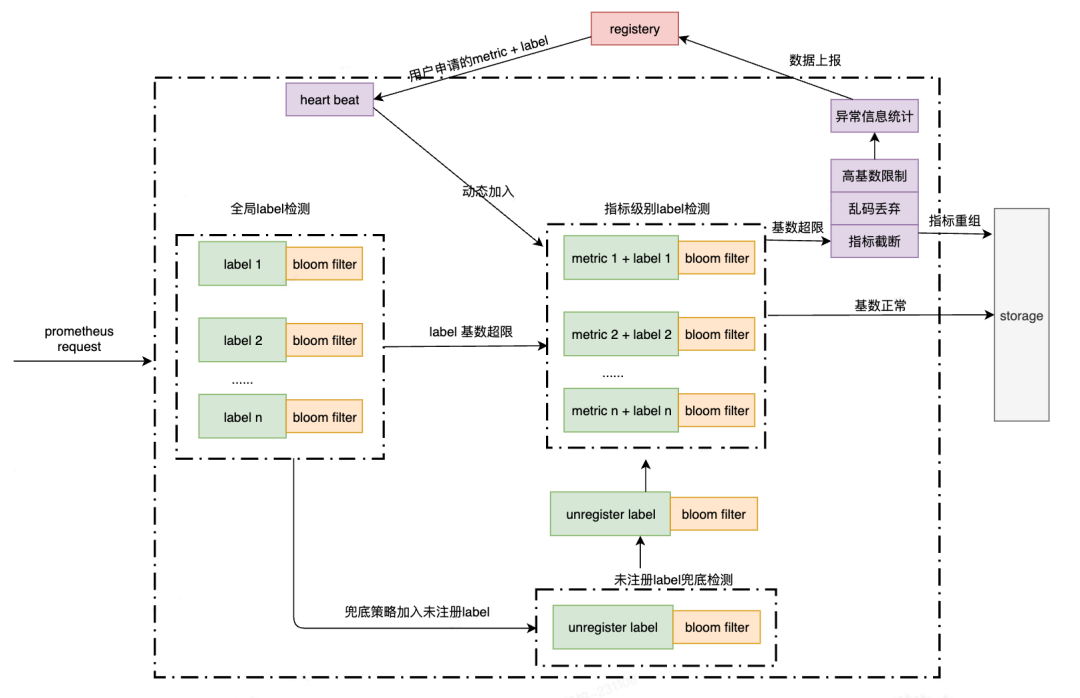 registery
用户申请的metric + label
数据上报
heart beat
异常信息统计
动态加入
高基数限制
乱码丢弃
指标截断
全局label检测
指标级别label检测
基数超限
指标重组
label 1
bloom filter
metric 1 + label 1
bloom filter
prometheus
request
label 2
bloom filter
label 基数超限
metric 2 + label 2
bloom filter
基数正常
storage
......
......
label n
bloom filter
metric n + label n
bloom filter
unregister label
bloom filter
未注册label兜底检测
兜底策略加入未注册label
unregister label
bloom filter